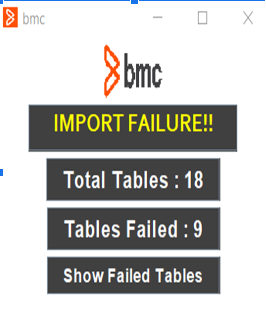 bmc
bmc
IMPORT FAILURE!!
Total Tables : 18
Tables Failed : 9
Show Failed Tables